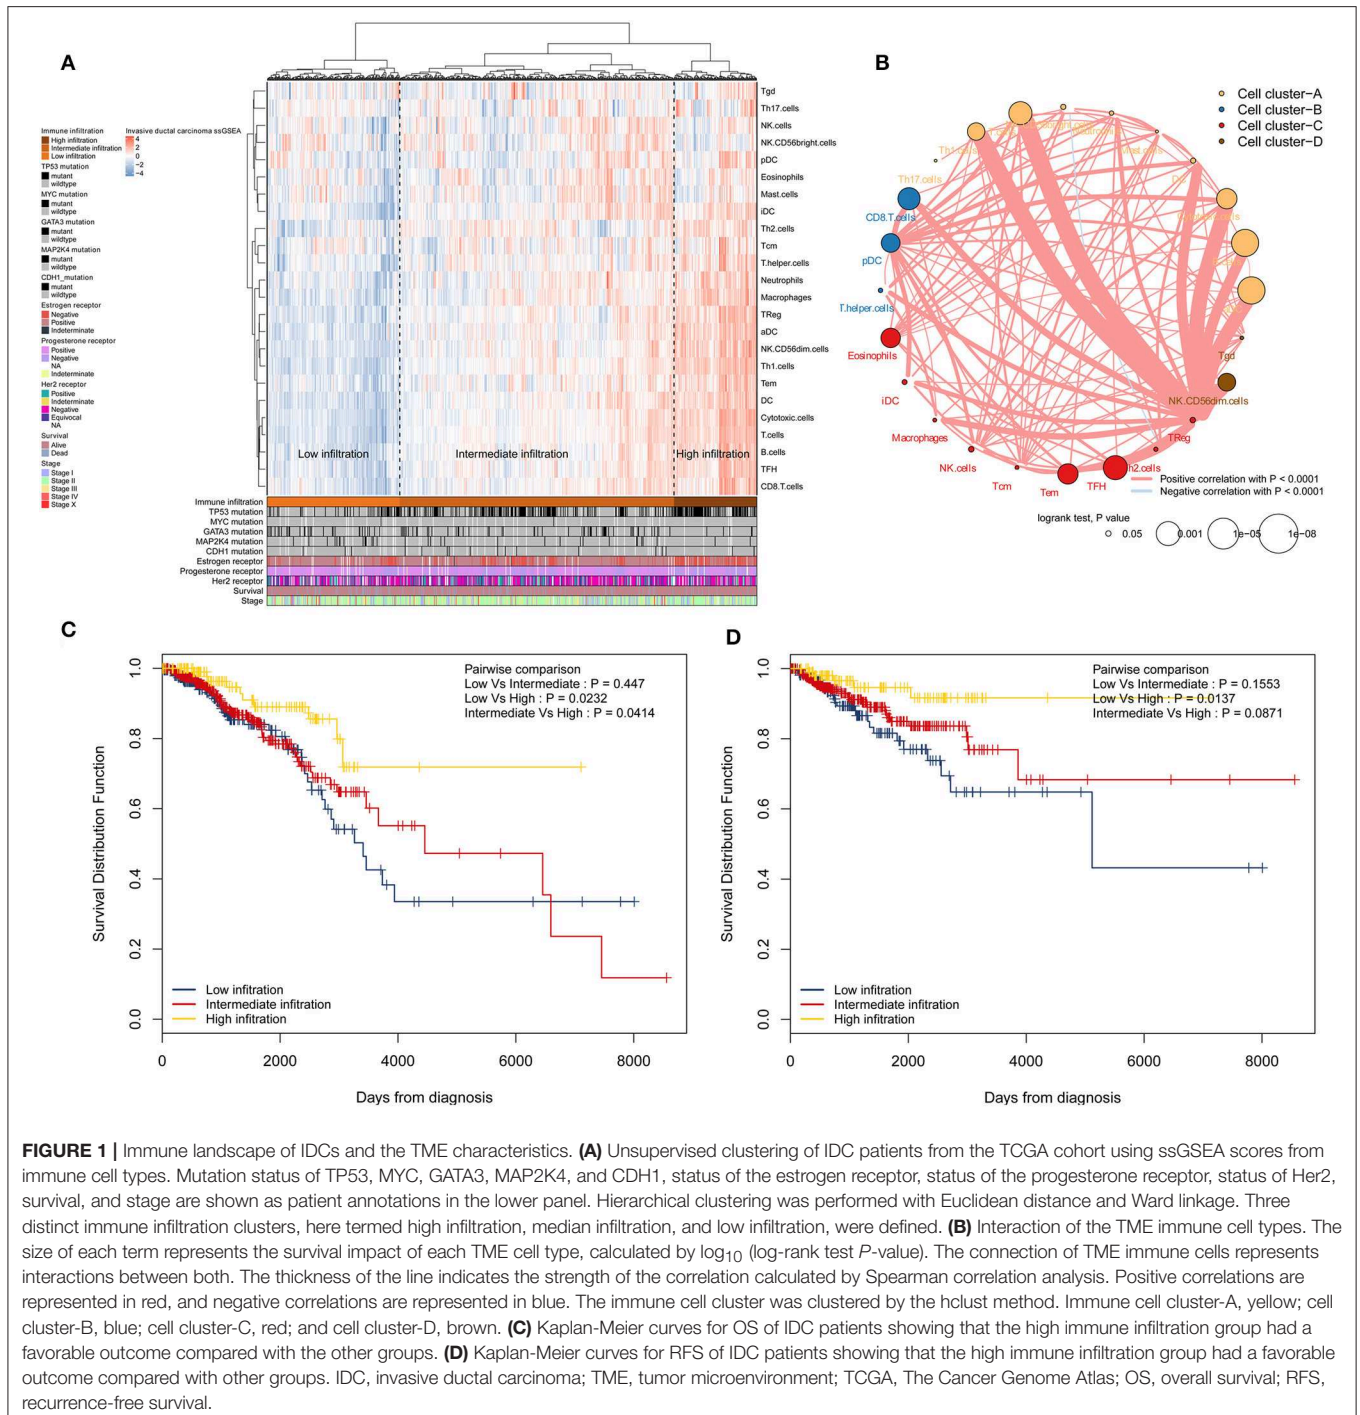 A
Immune infiltration
High infiltration
Intermediate infiltration
Low infiltration
TP53 mutation
mutant
wildtype
MYC mutation
mutant
wildtype
GATA3 mutation
mutant
wildtype
MAP2K4 mutation
mutant
wildtype
CDH1_mutation
mutant
wildtype
Estrogen receptor
Negative
Positive
Indeterminate
Progesterone receptor
Positive
Negative
NA
Indeterminate
Her2 receptor
Positive
Indeterminate
Negative
Equivocal
NA
Survival
Alive
Dead
Stage
Stage I
Stage II
Stage III
Stage IV
Stage X
Invasive ductal carcinoma ssGSEA
4
2
0
−2
−4
Tgd
Th17.cells
NK.cells
NK.CD56bright.cells
pDC
Eosinophils
Mast.cells
iDC
Th2.cells
Tcm
T.helper.cells
Neutrophils
Macrophages
TReg
aDC
NK.CD56dim.cells
Th1.cells
Tem
DC
Cytotoxic.cells
T.cells
B.cells
TFH
CD8.T.cells
Low infiltration
Intermediate infiltration
High infiltration
Immune infiltration
TP53 mutation
MYC mutation
GATA3 mutation
MAP2K4 mutation
CDH1 mutation
Estrogen receptor
Progesterone receptor
Her2 receptor
Survival
Stage
B
Cell cluster−A
Cell cluster−B
Cell cluster−C
Cell cluster−D
Th1.cells
Mast.cells
Th17.cells
CD8.T.cells
pDC
T.helper.cells
Eosinophils
iDC
Macrophages
NK.cells
Tcm
Tem
TFH
h2.cells
TReg
NK.CD56dim.cells
Tgd
Positive correlation with P < 0.0001
Negative correlation with P < 0.0001
logrank test, P value
0.05
0.001
1e−05
1e−08
C
Survival Distribution Function
1.0
0.8
0.6
0.4
0.2
0.0
Pairwise comparison
Low Vs Intermediate : P = 0.447
Low Vs High : P = 0.0232
Intermediate Vs High : P = 0.0414
Low infitration
Intermediate infitration
High infitration
0
2000
4000
6000
8000
Days from diagnosis
D
Survival Distribution Function
1.0
0.8
0.6
0.4
0.2
0.0
Pairwise comparison
Low Vs Intermediate : P = 0.1553
Low Vs High : P = 0.0137
Intermediate Vs High : P = 0.0871
Low infitration
Intermediate infitration
High infitration
0
2000
4000
6000
8000
Days from diagnosis
FIGURE 1 | Immune landscape of IDCs and the TME characteristics. (A) Unsupervised clustering of IDC patients from the TCGA cohort using ssGSEA scores from
immune cell types. Mutation status of TP53, MYC, GATA3, MAP2K4, and CDH1, status of the estrogen receptor, status of the progesterone receptor, status of Her2,
survival, and stage are shown as patient annotations in the lower panel. Hierarchical clustering was performed with Euclidean distance and Ward linkage. Three
distinct immune infiltration clusters, here termed high infiltration, median infiltration, and low infiltration, were defined. (B) Interaction of the TME immune cell types. The
size of each term represents the survival impact of each TME cell type, calculated by log10 (log-rank test P-value). The connection of TME immune cells represents
interactions between both. The thickness of the line indicates the strength of the correlation calculated by Spearman correlation analysis. Positive correlations are
represented in red, and negative correlations are represented in blue. The immune cell cluster was clustered by the hclust method. Immune cell cluster-A, yellow; cell
cluster-B, blue; cell cluster-C, red; and cell cluster-D, brown. (C) Kaplan-Meier curves for OS of IDC patients showing that the high immune infiltration group had a
favorable outcome compared with the other groups. (D) Kaplan-Meier curves for RFS of IDC patients showing that the high immune infiltration group had a favorable
outcome compared with other groups. IDC, invasive ductal carcinoma; TME, tumor microenvironment; TCGA, The Cancer Genome Atlas; OS, overall survival; RFS,
recurrence-free survival.